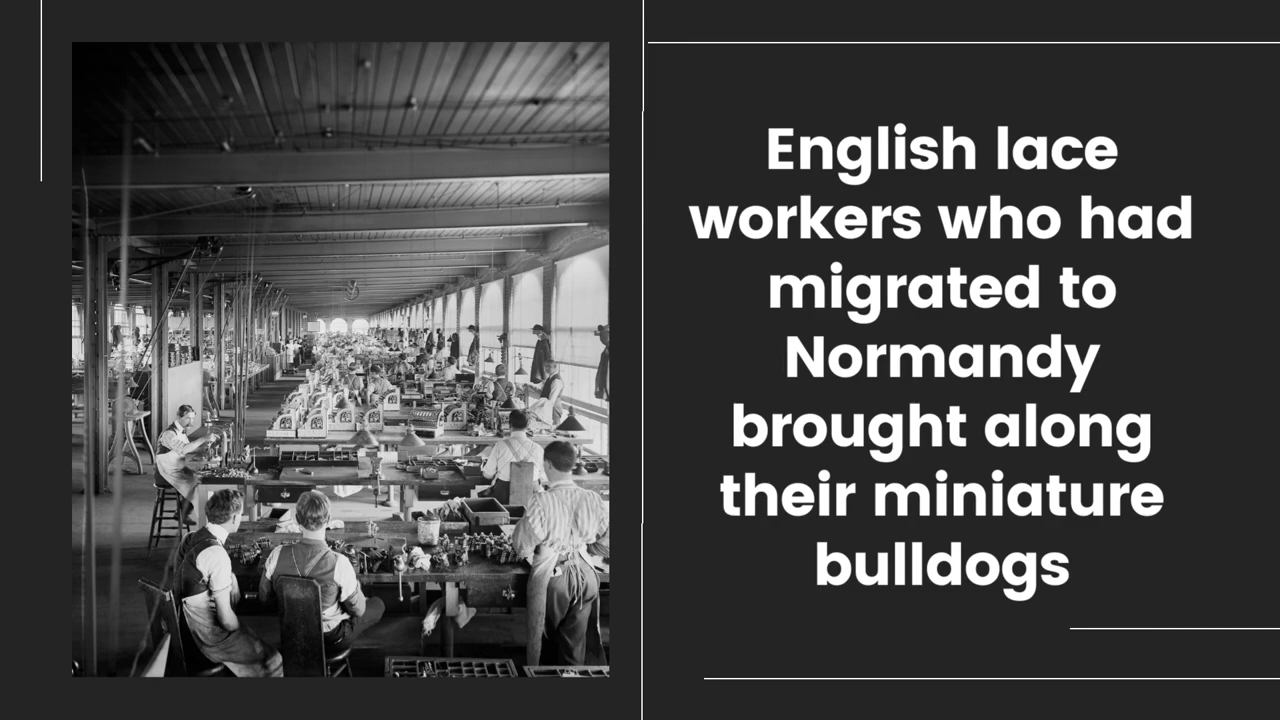 English lace
workers who had
migrated to
Normandy
brought along
their miniature
bulldogs